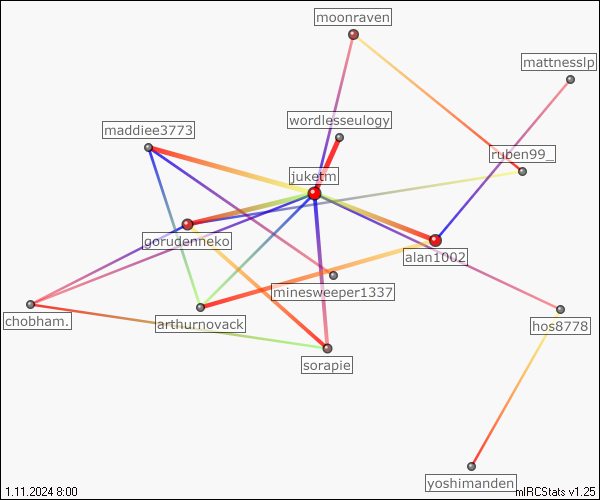 moonraven
mattnesslp
wordlesseulogy
maddiee3773
ruben99_
juketm
gorudenneko
alan1002
minesweeper1337
chobham.
arthurnovack
hos8778
sorapie
yoshimanden
1.11.2024 8:00
mIRCStats v1.25